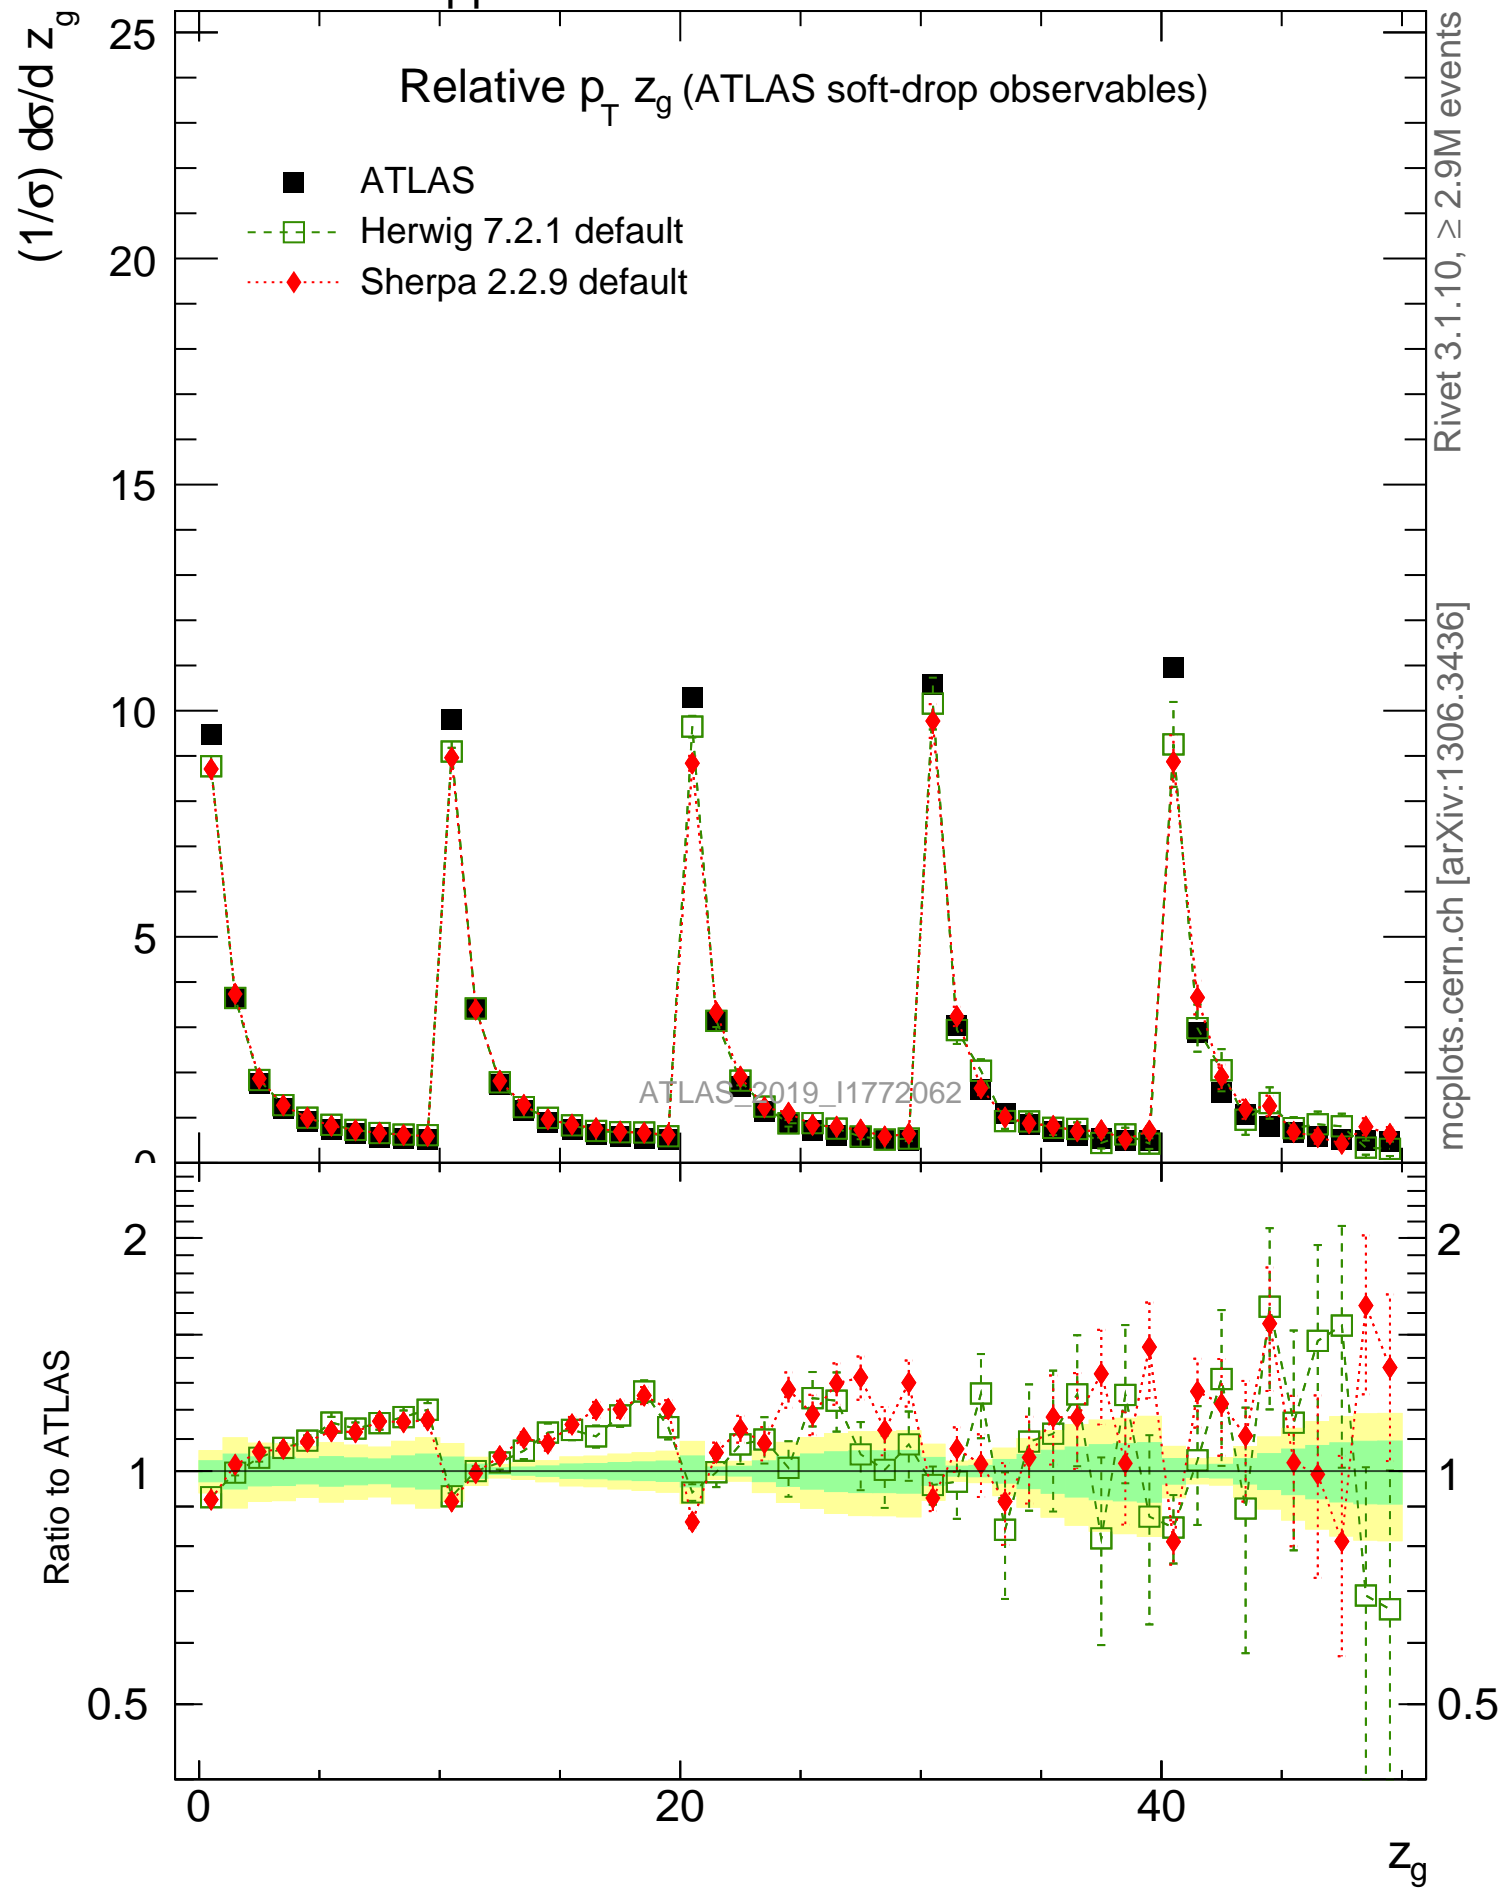 (1/σ) dσ/d z_g
25
20
15
10
5
0
Relative p_T z_g (ATLAS soft-drop observables)
ATLAS
Herwig 7.2.1 default
Sherpa 2.2.9 default
ATLAS_2019_I1772062
Rivet 3.1.10, ≥ 2.9M events
mcplots.cern.ch [arXiv:1306.3436]
Ratio to ATLAS
2
1
0.5
2
1
0.5
0
20
40
z_g